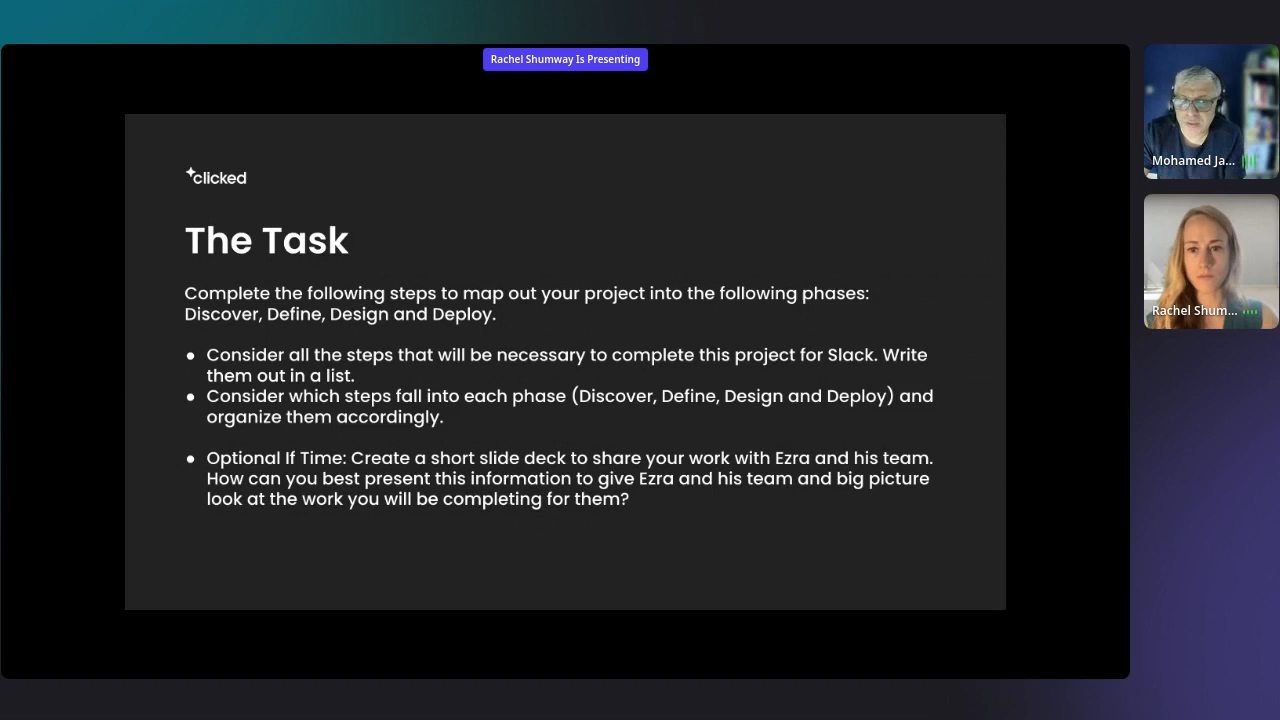 Rachel Shumway Is Presenting
clicked
The Task
Complete the following steps to map out your project into the following phases:
Discover, Define, Design and Deploy.
● Consider all the steps that will be necessary to complete this project for Slack. Write
them out in a list.
● Consider which steps fall into each phase (Discover, Define, Design and Deploy) and
organize them accordingly.
● Optional If Time: Create a short slide deck to share your work with Ezra and his team.
How can you best present this information to give Ezra and his team and big picture
look at the work you will be completing for them?
Mohamed Ja...
Rachel Shum...